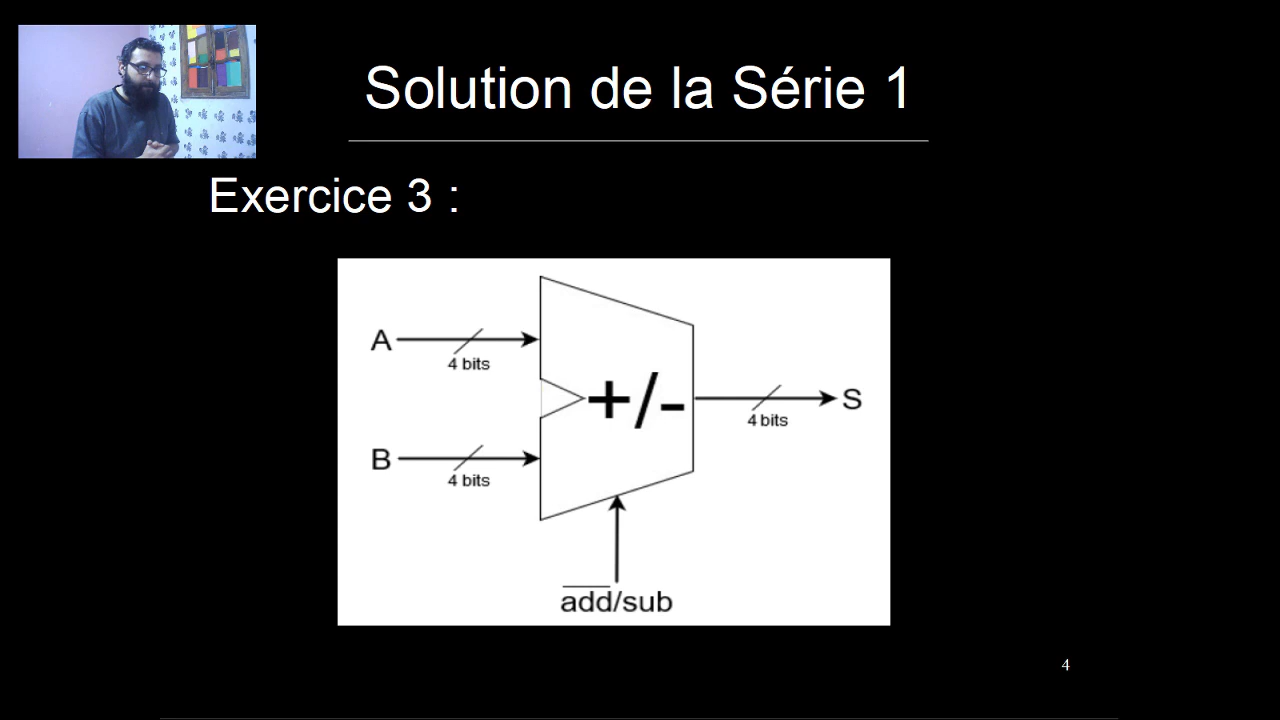 Solution de la Série 1
Exercice 3 :
A
4 bits
+/-
S
4 bits
B
4 bits
add/sub
4